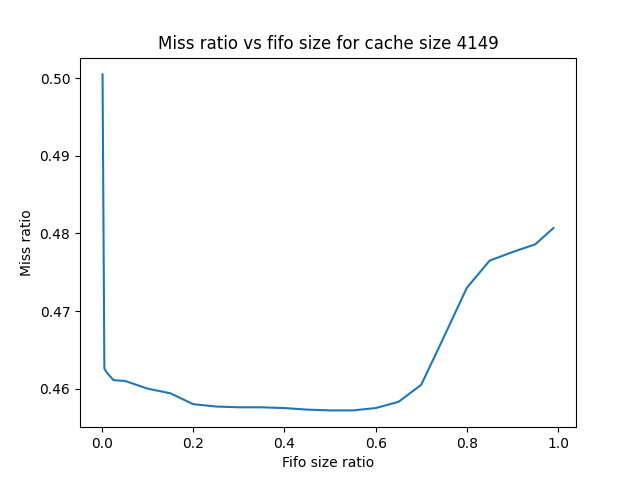 Miss ratio vs fifo size for cache size 4149
0.50
0.49
0.48
0.47
0.46
Miss ratio
0.0 0.2 0.4 0.6 0.8 1.0
Fifo size ratio